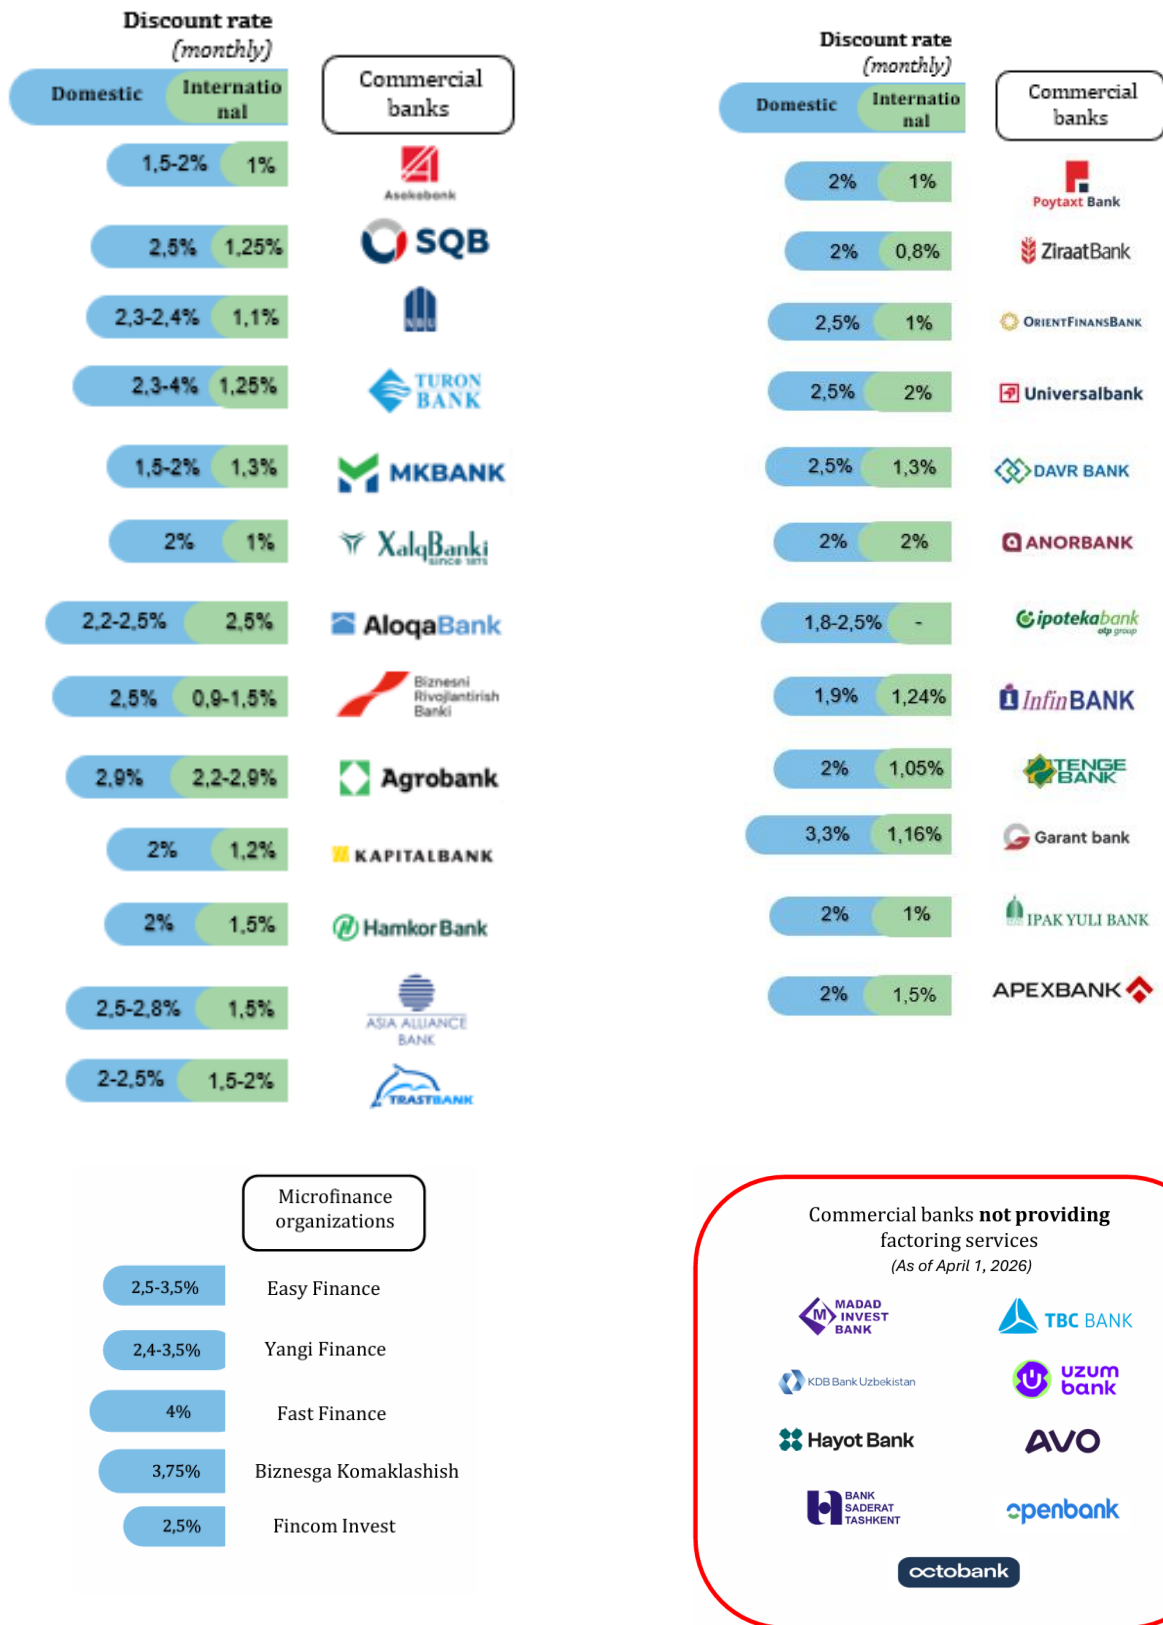 Discount rate
(monthly)
Domestic
Internatio
nal
Commercial
banks
1,5-2%
1%
Asakabank
2,5%
1,25%
SQB
2,3-2,4%
1,1%
NBU
2,3-4%
1,25%
TURON
BANK
1,5-2%
1,3%
MKBANK
2%
1%
XalqBanki
SINCE 1875
2,2-2,5%
2,5%
AloqaBank
2,5%
0,9-1,5%
Biznesni
Rivojlantirish
Banki
2,9%
2,2-2,9%
Agrobank
2%
1,2%
KAPITALBANK
2%
1,5%
Hamkor Bank
2,5-2,8%
1,5%
ASIA ALLIANCE
BANK
2-2,5%
1,5-2%
TRASTBANK
Discount rate
(monthly)
Domestic
Internatio
nal
Commercial
banks
2%
1%
Poytaxt Bank
2%
0,8%
ZiraatBank
2,5%
1%
ORIENTFINANSBANK
2,5%
2%
Universalbank
2,5%
1,3%
DAVR BANK
2%
2%
ANORBANK
1,8-2,5%
-
ipotekabank
otp group
1,9%
1,24%
InfinBANK
2%
1,05%
TENGE
BANK
3,3%
1,16%
Garant bank
2%
1%
IPAK YULI BANK
2%
1,5%
APEXBANK
Microfinance
organizations
2,5-3,5%
Easy Finance
2,4-3,5%
Yangi Finance
4%
Fast Finance
3,75%
Biznesga Komaklashish
2,5%
Fincom Invest
Commercial banks not providing
factoring services
(As of April 1, 2026)
M
MADAD
INVEST
BANK
TBC BANK
KDB Bank Uzbekistan
uzum
bank
Hayot Bank
AVO
BANK
SADERAT
TASHKENT
openbank
octobank